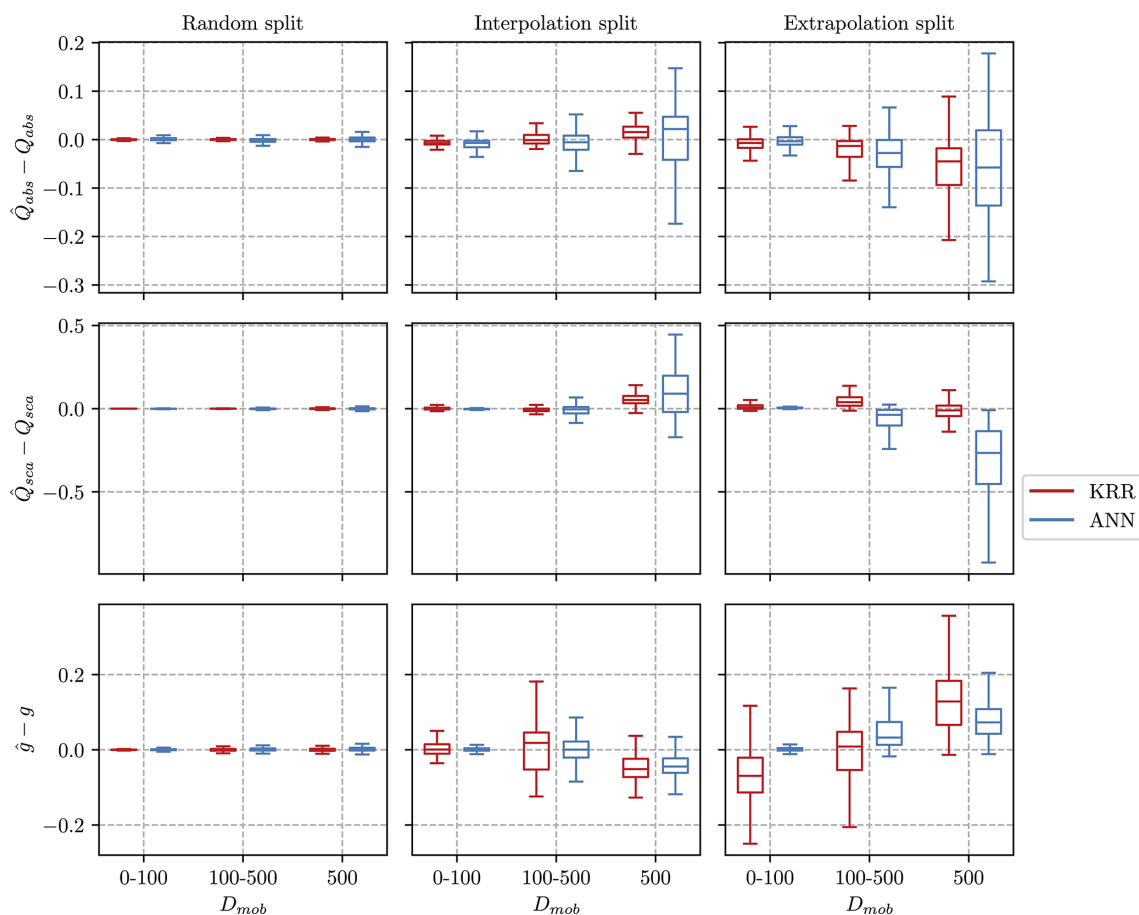 Random split Interpolation split Extrapolation split
0.2
0.1
0.0
−0.1
−0.2
−0.3
Q̂abs − Qabs
0.5
0.0
−0.5
Q̂sca − Qsca
KRR
ANN
0.2
0.0
−0.2
ĝ − g
0-100 100-500 500 0-100 100-500 500 0-100 100-500 500
Dmob Dmob Dmob